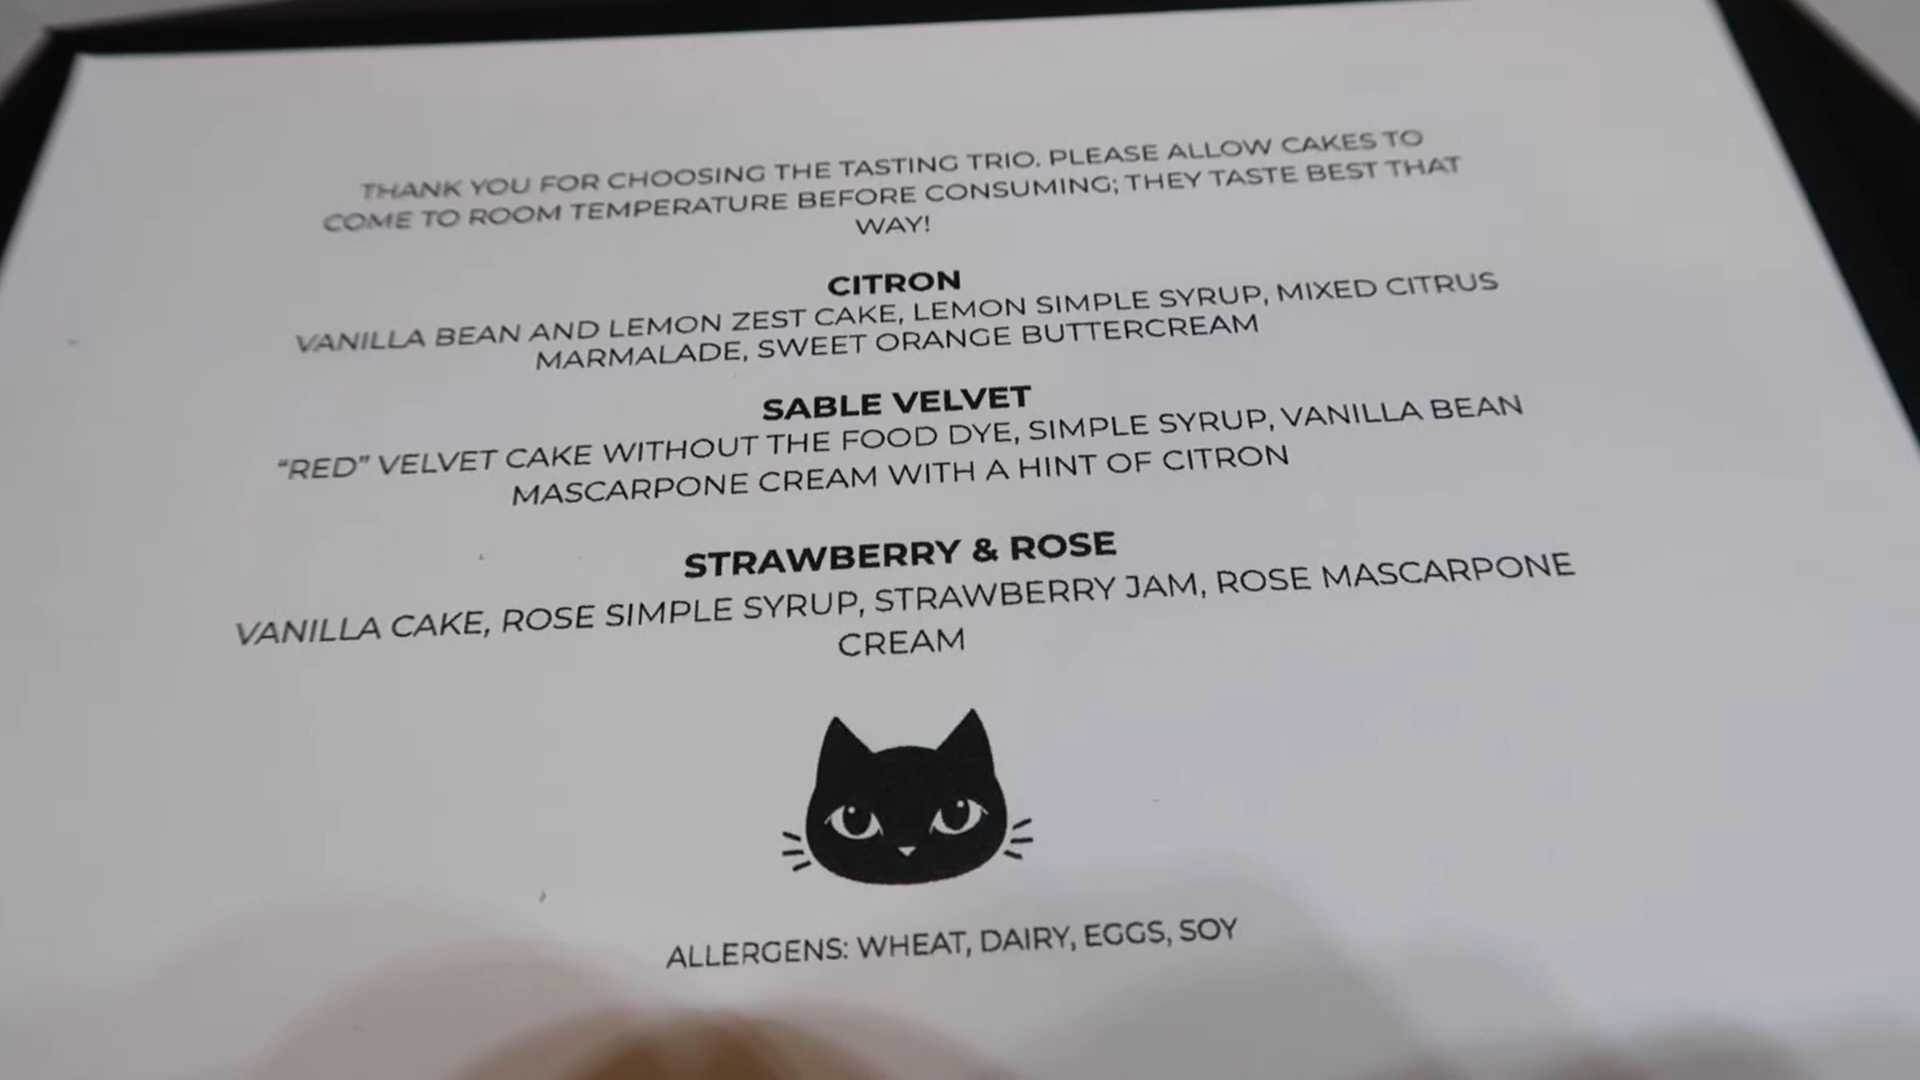 THANK YOU FOR CHOOSING THE TASTING TRIO. PLEASE ALLOW CAKES TO
COME TO ROOM TEMPERATURE BEFORE CONSUMING; THEY TASTE BEST THAT
WAY!
CITRON
VANILLA BEAN AND LEMON ZEST CAKE, LEMON SIMPLE SYRUP, MIXED CITRUS
MARMALADE, SWEET ORANGE BUTTERCREAM
SABLE VELVET
“RED” VELVET CAKE WITHOUT THE FOOD DYE, SIMPLE SYRUP, VANILLA BEAN
MASCARPONE CREAM WITH A HINT OF CITRON
STRAWBERRY & ROSE
VANILLA CAKE, ROSE SIMPLE SYRUP, STRAWBERRY JAM, ROSE MASCARPONE
CREAM
ALLERGENS: WHEAT, DAIRY, EGGS, SOY